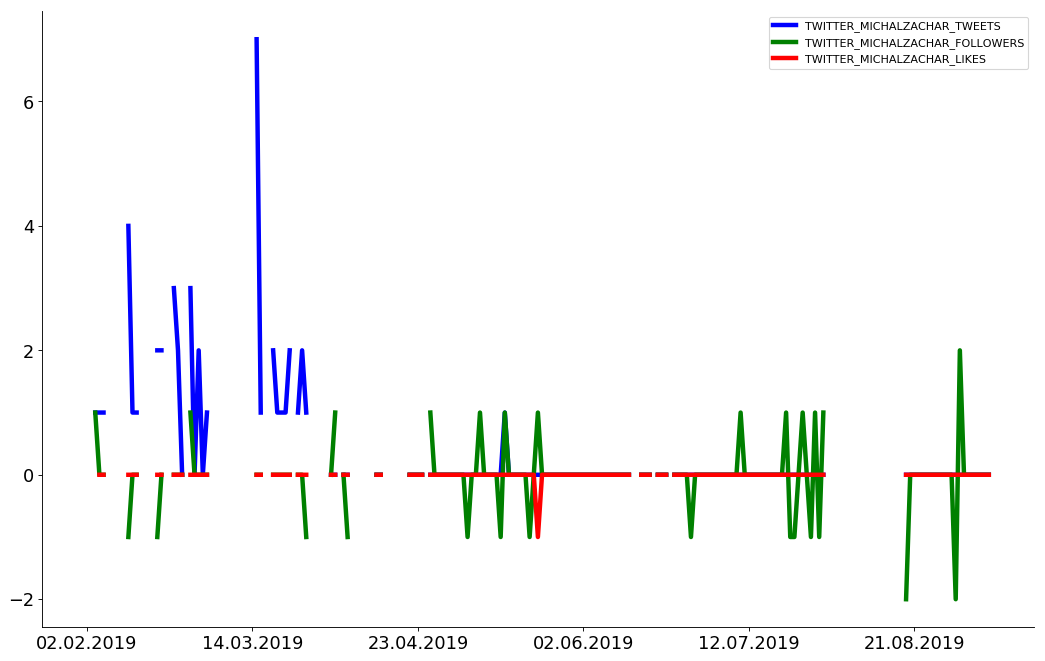 TWITTER_MICHALZACHAR_TWEETS
TWITTER_MICHALZACHAR_FOLLOWERS
TWITTER_MICHALZACHAR_LIKES
6
4
2
0
−2
02.02.2019 14.03.2019 23.04.2019 02.06.2019 12.07.2019 21.08.2019